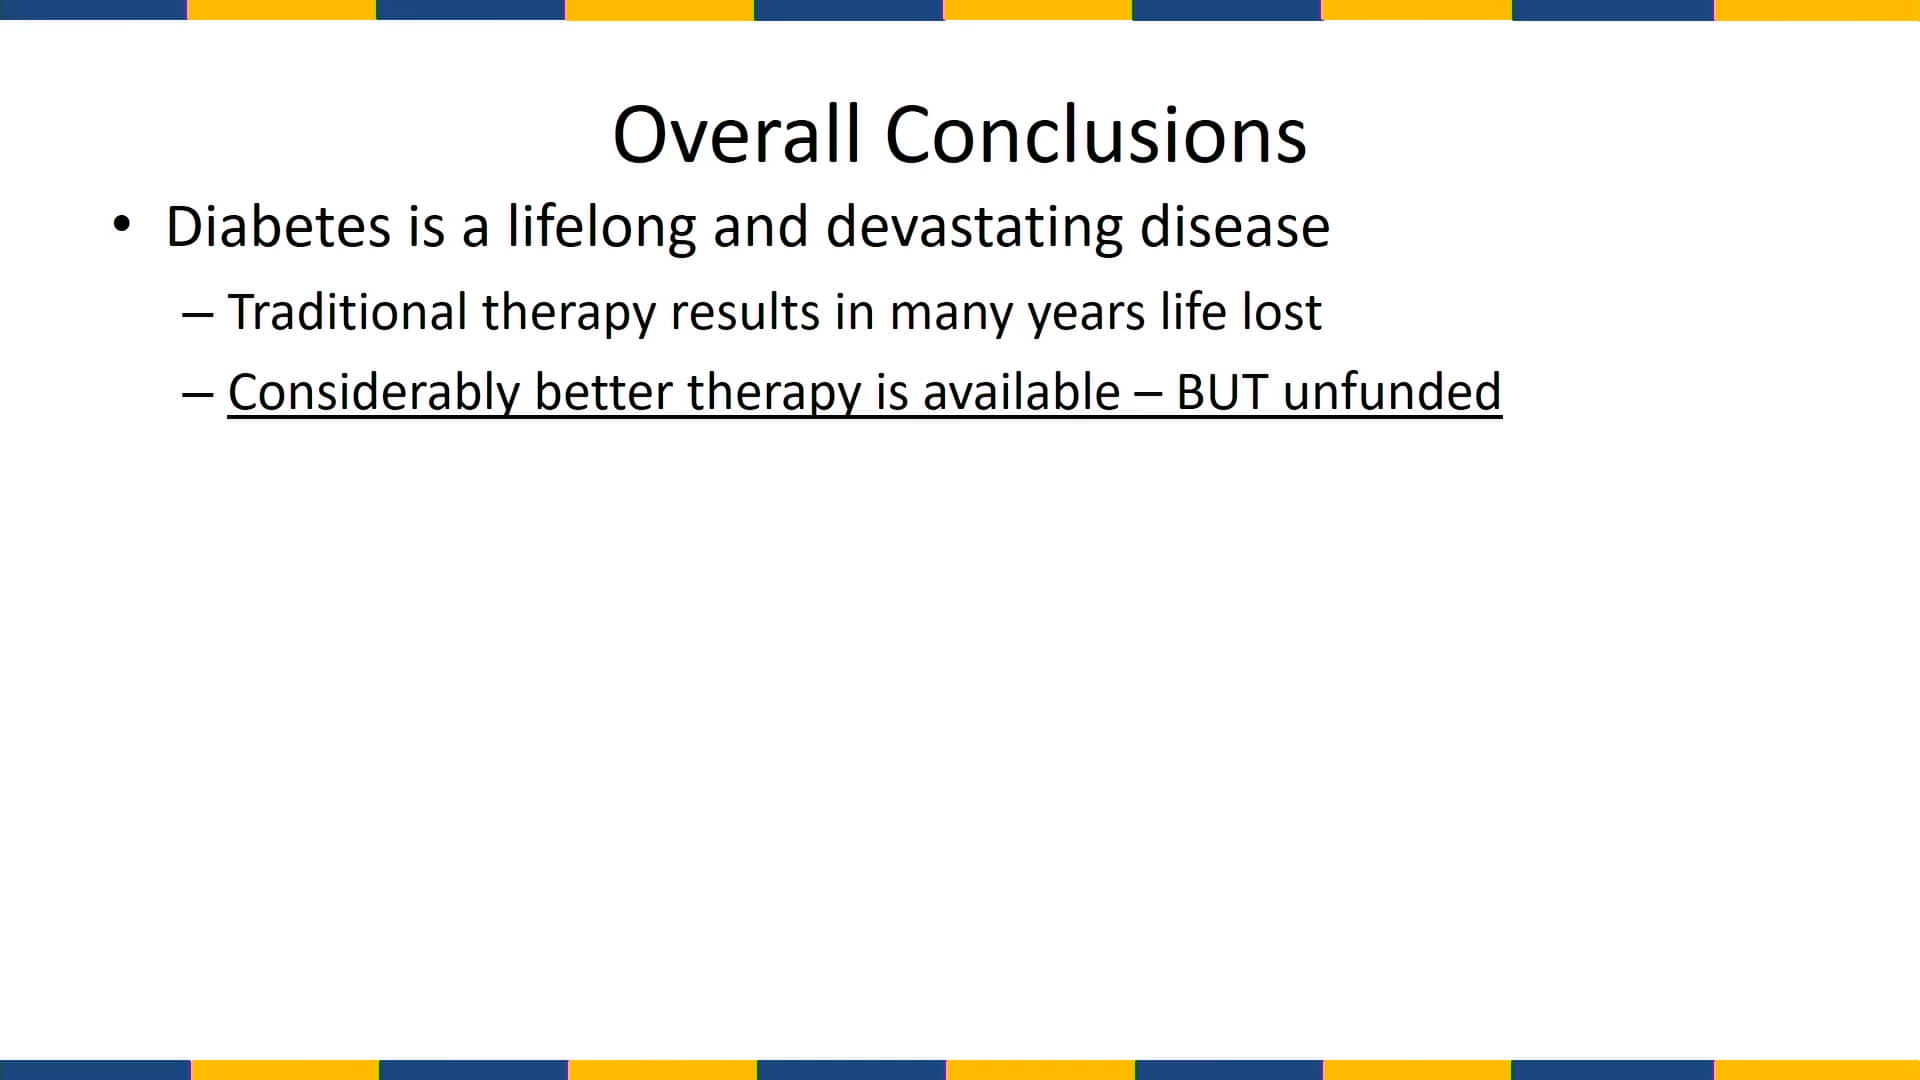 Overall Conclusions
• Diabetes is a lifelong and devastating disease
– Traditional therapy results in many years life lost
– Considerably better therapy is available – BUT unfunded